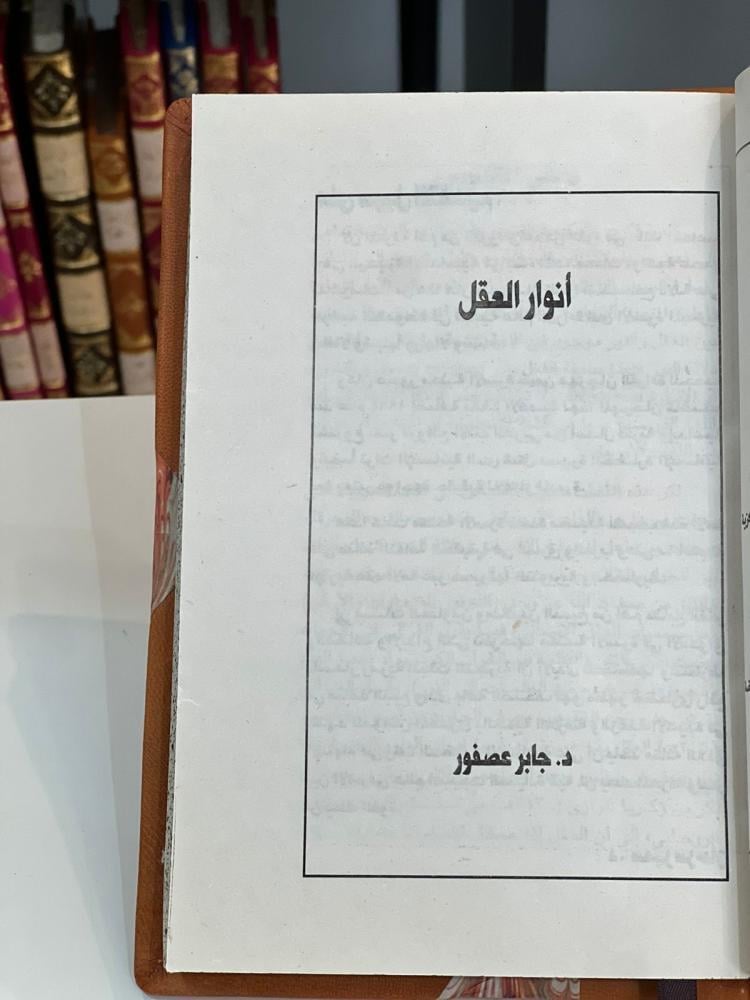 أنوار العقل
د. جابر عصفور